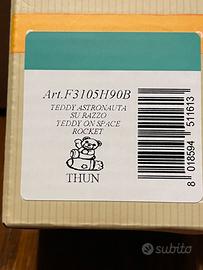 Art.F3105H90B
TEDDY ASTRONAUTA
SU RAZZO
TEDDY ON SPACE
ROCKET
THUN
8 018594 511613
subito